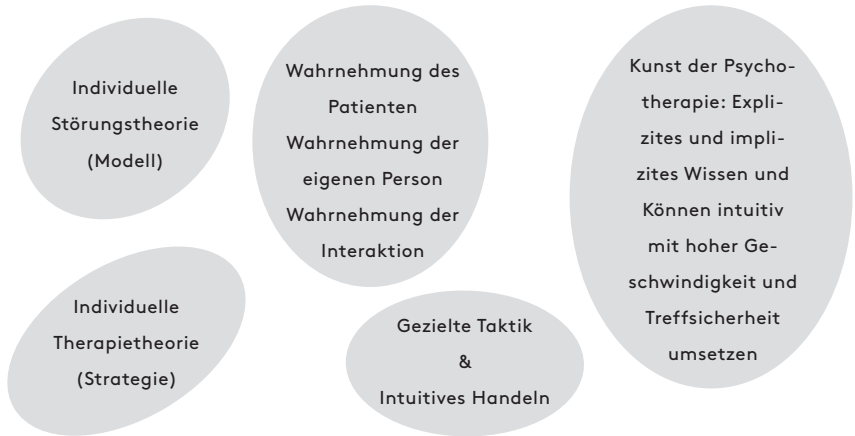 Individuelle
Störungstheorie
(Modell)
Wahrnehmung des
Patienten
Wahrnehmung der
eigenen Person
Wahrnehmung der
Interaktion
Kunst der Psycho-
therapie: Expli-
zites und impli-
zites Wissen und
Können intuitiv
mit hoher Ge-
schwindigkeit und
Treffsicherheit
umsetzen
Individuelle
Therapietheorie
(Strategie)
Gezielte Taktik
&
Intuitives Handeln